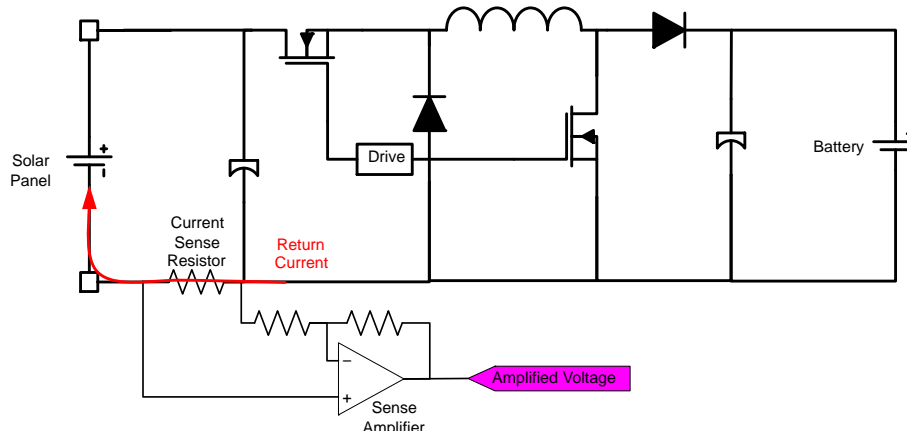 Solar
Panel
+
-
Drive
Battery
+
Current
Sense
Resistor
Return
Current
-
+
Amplified Voltage
Sense
Amplifier